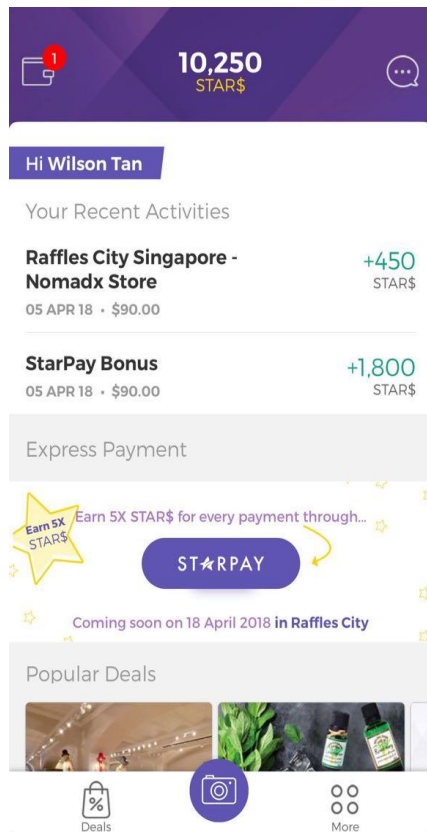 1
10,250
STAR$
Hi Wilson Tan
Your Recent Activities
Raffles City Singapore -
Nomadx Store
+450
STAR$
05 APR 18 • $90.00
StarPay Bonus
+1,800
STAR$
05 APR 18 • $90.00
Express Payment
Earn 5X
STAR$
Earn 5X STAR$ for every payment through...
STARPAY
Coming soon on 18 April 2018 in Raffles City
Popular Deals
%
Deals
More